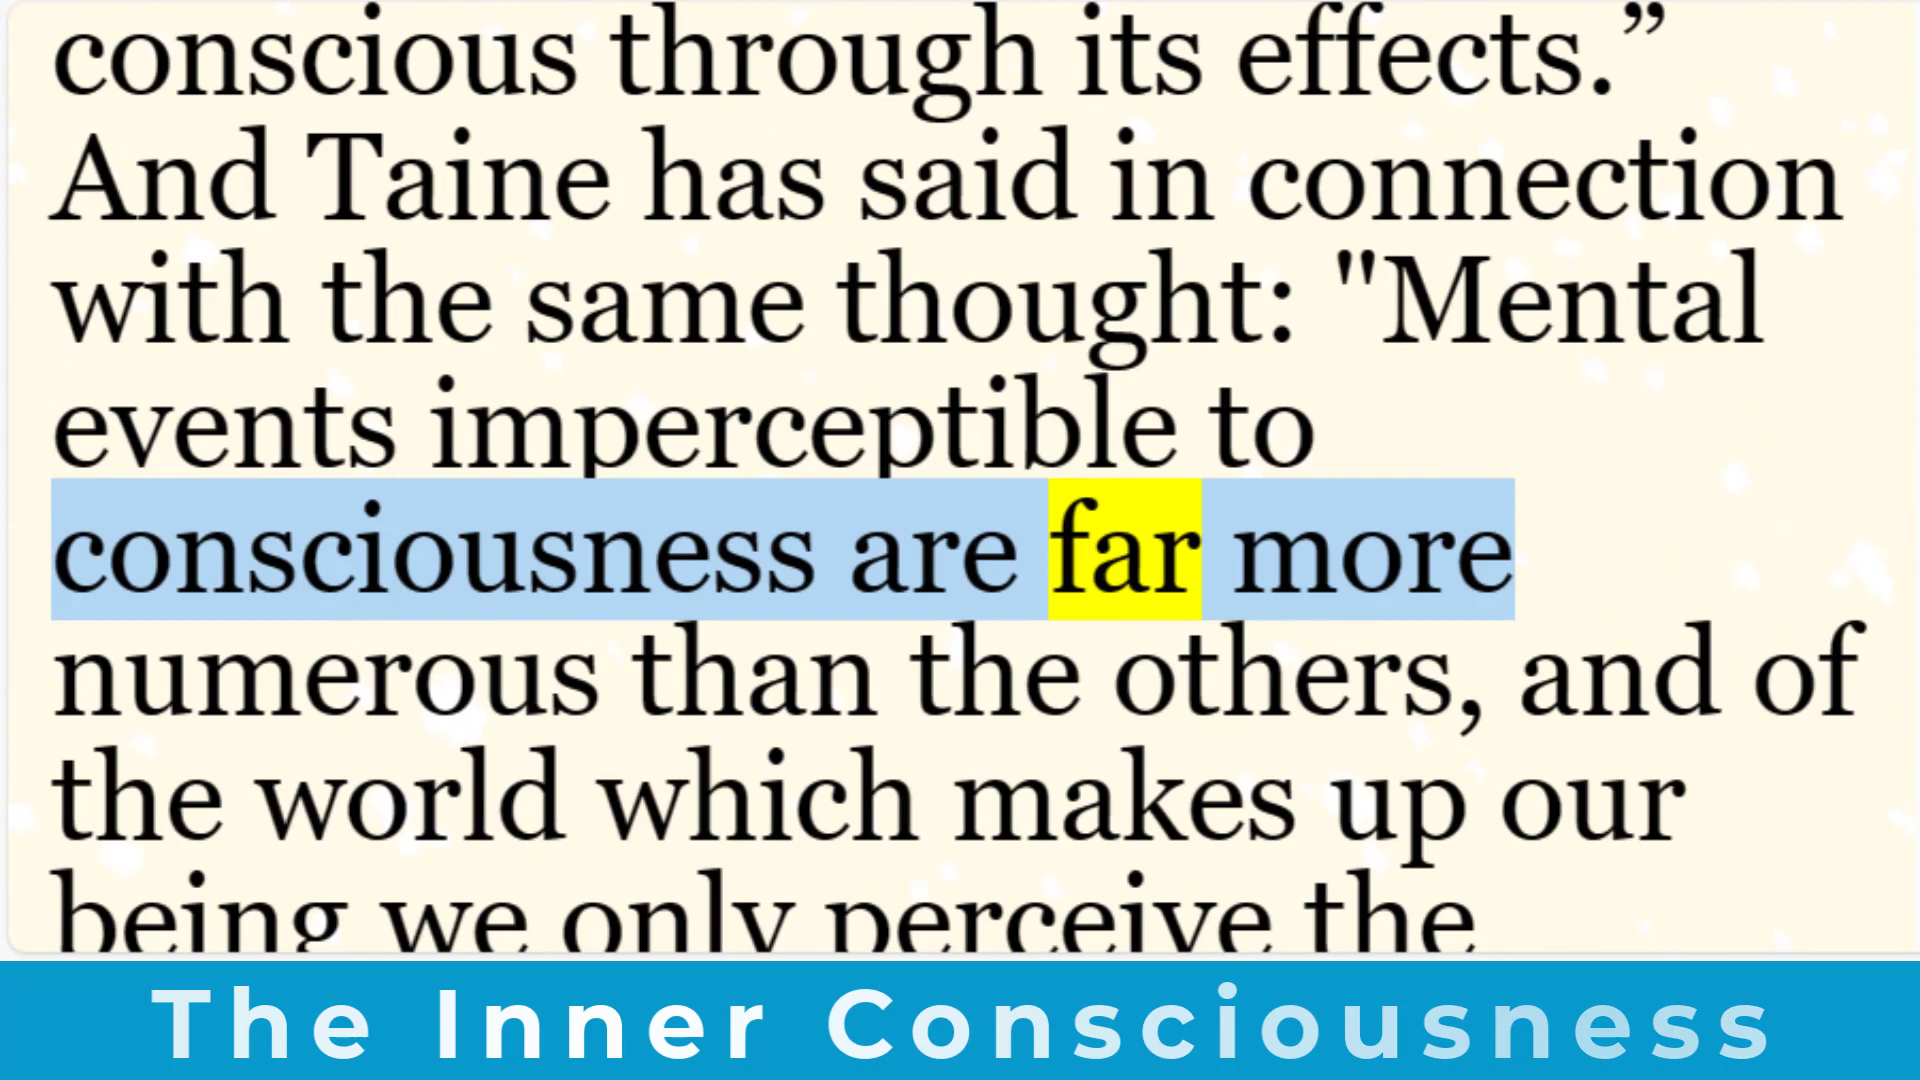 conscious through its effects.”
And Taine has said in connection
with the same thought: "Mental
events imperceptible to
consciousness are far more
numerous than the others, and of
the world which makes up our
being we only perceive the
The Inner Consciousness